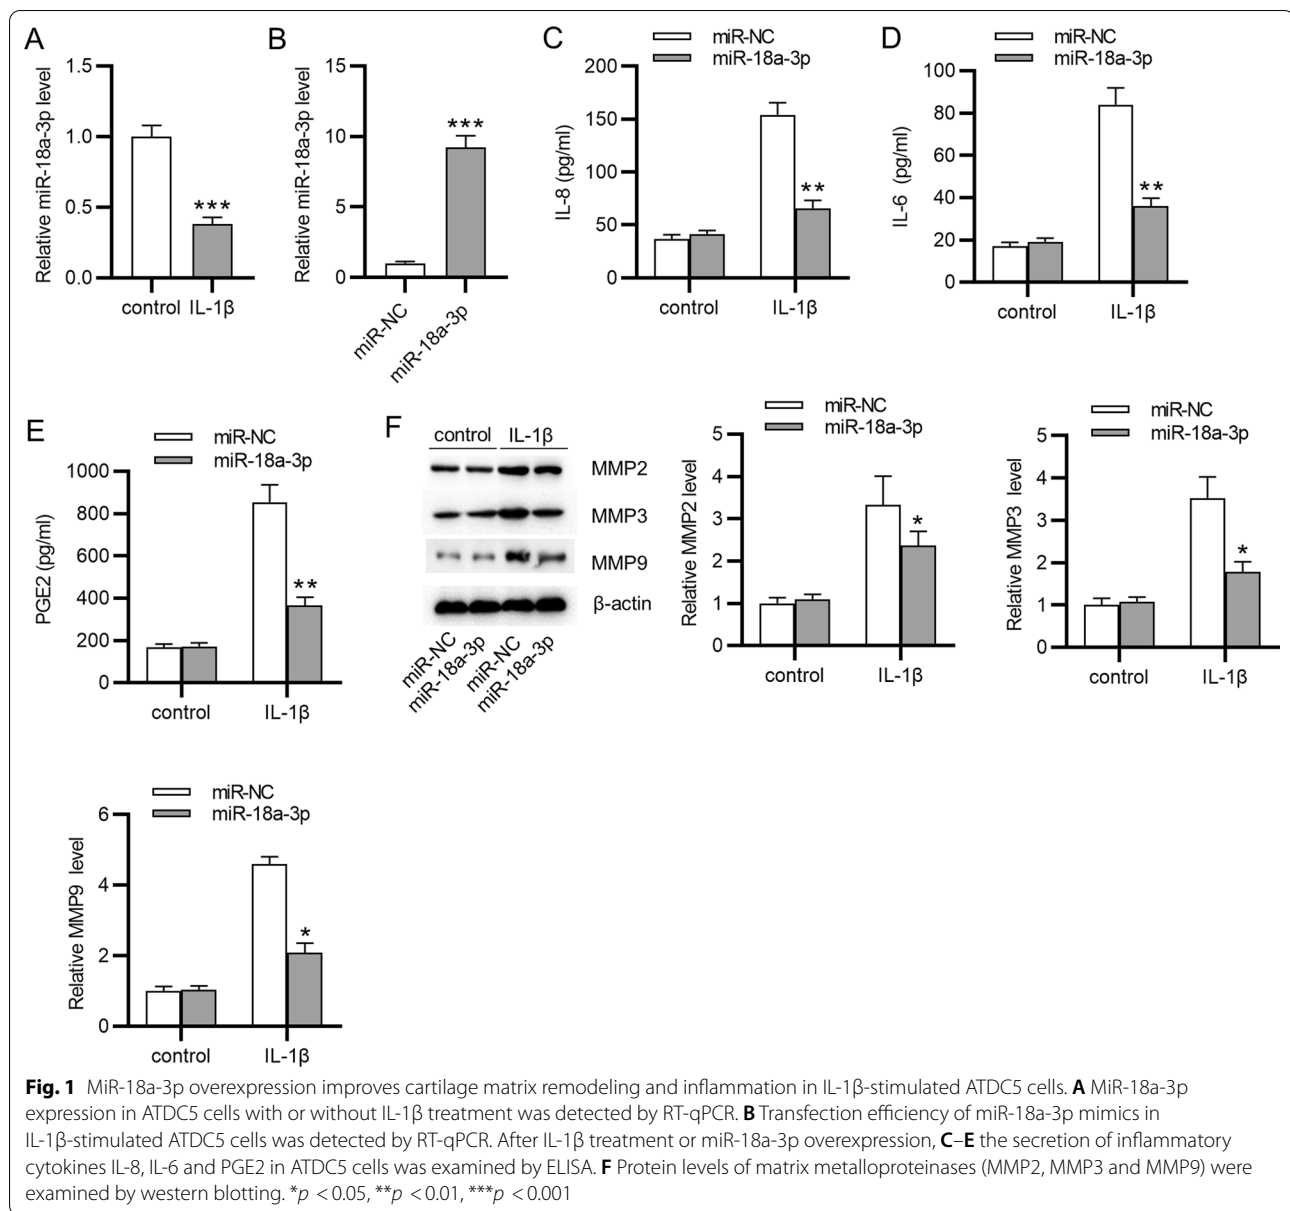 A
Relative miR-18a-3p level
1.5
1.0
0.5
0.0
***
control IL-1β
B
Relative miR-18a-3p level
15
10
5
0
***
miR-NC
miR-18a-3p
C
miR-NC
miR-18a-3p
IL-8 (pg/ml)
200
150
100
50
0
**
control IL-1β
D
miR-NC
miR-18a-3p
IL-6 (pg/ml)
100
80
60
40
20
0
**
control IL-1β
E
miR-NC
miR-18a-3p
PGE2 (pg/ml)
1000
800
600
400
200
0
**
control IL-1β
F
control IL-1β
MMP2
MMP3
MMP9
β-actin
miR-NC
miR-18a-3p
miR-NC
miR-18a-3p
miR-NC
miR-18a-3p
Relative MMP2 level
5
4
3
2
1
0
*
control IL-1β
miR-NC
miR-18a-3p
Relative MMP3 level
5
4
3
2
1
0
*
control IL-1β
miR-NC
miR-18a-3p
Relative MMP9 level
6
4
2
0
*
control IL-1β
Fig. 1 MiR-18a-3p overexpression improves cartilage matrix remodeling and inflammation in IL-1β-stimulated ATDC5 cells. A MiR-18a-3p
expression in ATDC5 cells with or without IL-1β treatment was detected by RT-qPCR. B Transfection efficiency of miR-18a-3p mimics in
IL-1β-stimulated ATDC5 cells was detected by RT-qPCR. After IL-1β treatment or miR-18a-3p overexpression, C–E the secretion of inflammatory
cytokines IL-8, IL-6 and PGE2 in ATDC5 cells was examined by ELISA. F Protein levels of matrix metalloproteinases (MMP2, MMP3 and MMP9) were
examined by western blotting. *p < 0.05, **p < 0.01, ***p < 0.001